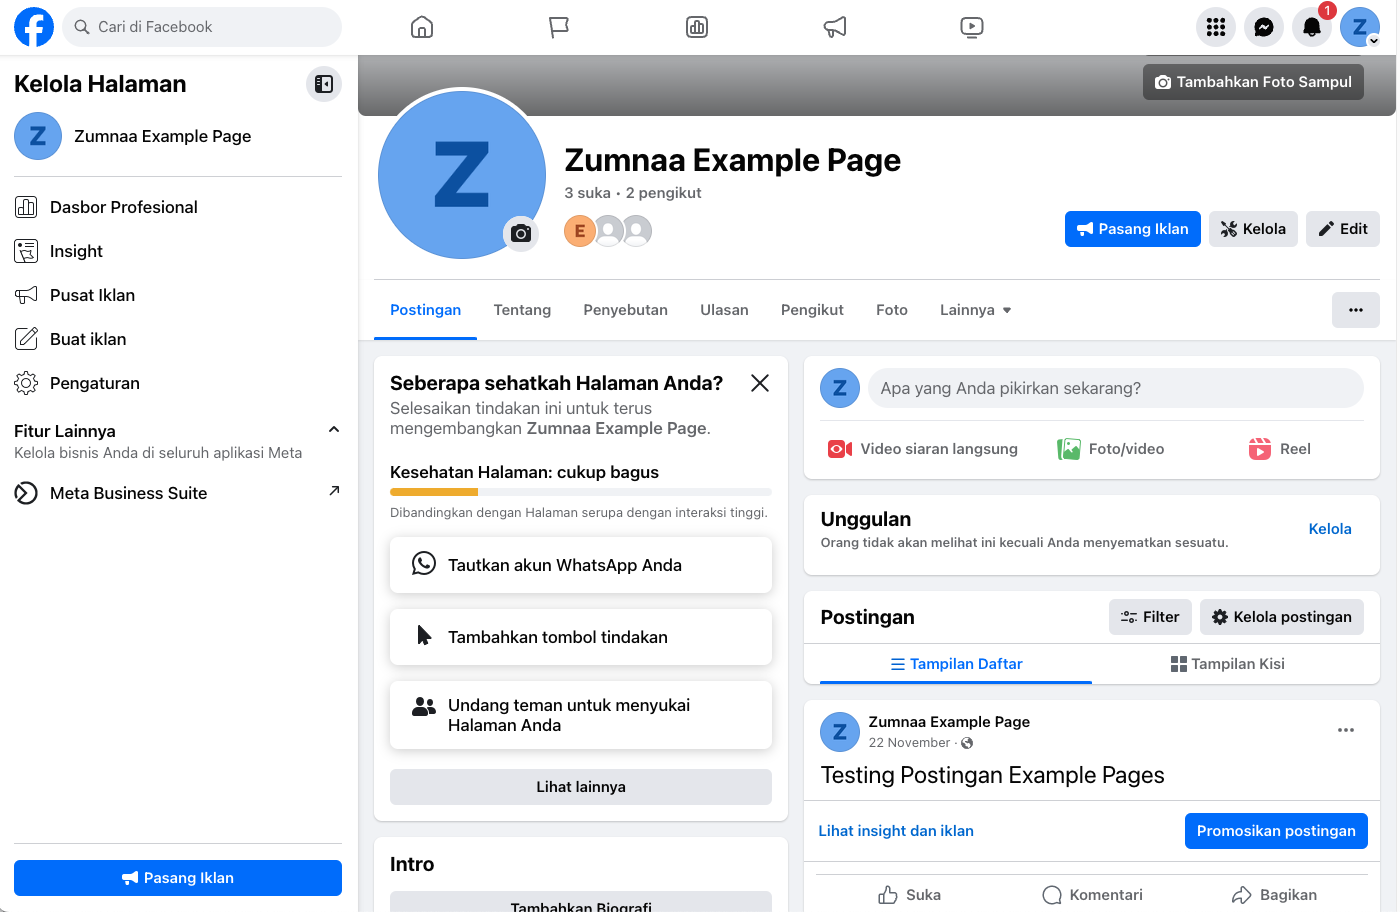 Cari di Facebook
1
Z
Kelola Halaman
Z
Zumnaa Example Page
Dasbor Profesional
Insight
Pusat Iklan
Buat iklan
Pengaturan
Fitur Lainnya
Kelola bisnis Anda di seluruh aplikasi Meta
Meta Business Suite
Pasang Iklan
Tambahkan Foto Sampul
Z
Zumnaa Example Page
3 suka • 2 pengikut
E
Pasang Iklan
Kelola
Edit
Postingan
Tentang
Penyebutan
Ulasan
Pengikut
Foto
Lainnya
Seberapa sehatkah Halaman Anda?
Selesaikan tindakan ini untuk terus
mengembangkan Zumnaa Example Page.
Kesehatan Halaman: cukup bagus
Dibandingkan dengan Halaman serupa dengan interaksi tinggi.
Tautkan akun WhatsApp Anda
Tambahkan tombol tindakan
Undang teman untuk menyukai
Halaman Anda
Lihat lainnya
Intro
Tambahkan Biografi
Z
Apa yang Anda pikirkan sekarang?
Video siaran langsung
Foto/video
Reel
Unggulan
Orang tidak akan melihat ini kecuali Anda menyematkan sesuatu.
Kelola
Postingan
Filter
Kelola postingan
Tampilan Daftar
Tampilan Kisi
Z
Zumnaa Example Page
22 November ·
Testing Postingan Example Pages
Lihat insight dan iklan
Promosikan postingan
Suka
Komentari
Bagikan